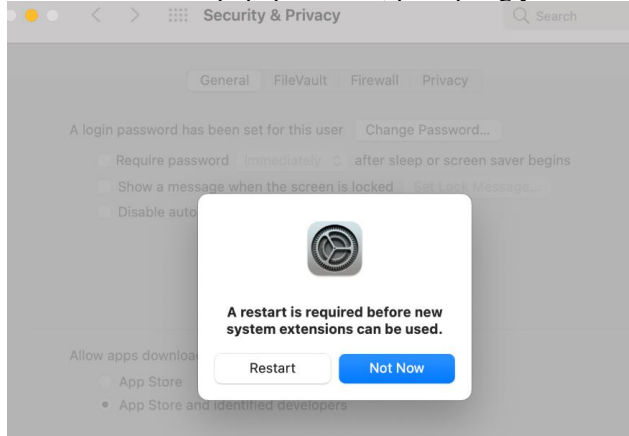 Security & Privacy
Search
General FileVault Firewall Privacy
A login password has been set for this user Change Password...
Require password immediately after sleep or screen saver begins
Show a message when the screen is locked Set Lock Message...
Disable auto
A restart is required before new
system extensions can be used.
Allow apps downloa
Restart Not Now
App Store
App Store and identified developers